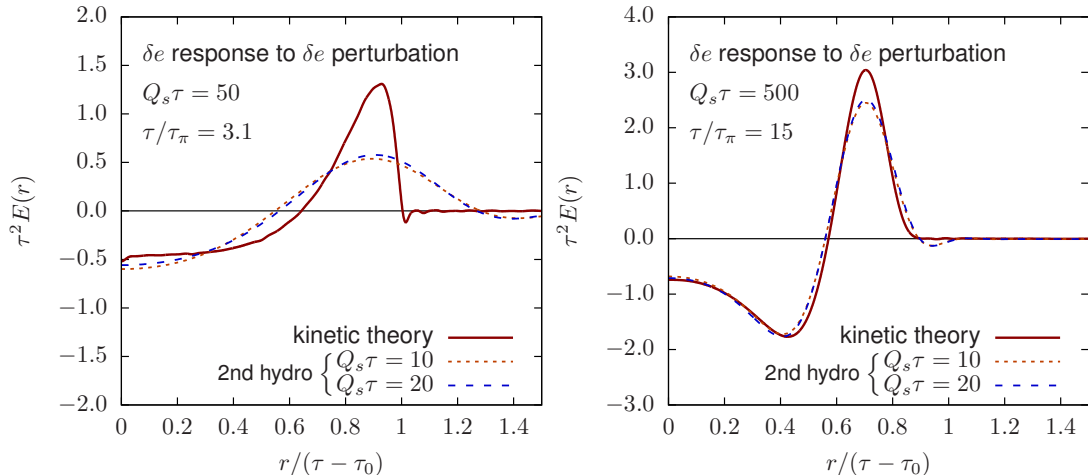 2.0
1.5
1.0
0.5
0.0
−0.5
−1.0
−1.5
−2.0
τ²E(r)
δe response to δe perturbation
Q_sτ = 50
τ/τ_π = 3.1
kinetic theory
2nd hydro { Q_sτ = 10
Q_sτ = 20
0 0.2 0.4 0.6 0.8 1 1.2 1.4
r/(τ − τ₀)
4.0
3.0
2.0
1.0
0.0
−1.0
−2.0
−3.0
τ²E(r)
δe response to δe perturbation
Q_sτ = 500
τ/τ_π = 15
kinetic theory
2nd hydro { Q_sτ = 10
Q_sτ = 20
0 0.2 0.4 0.6 0.8 1 1.2 1.4
r/(τ − τ₀)